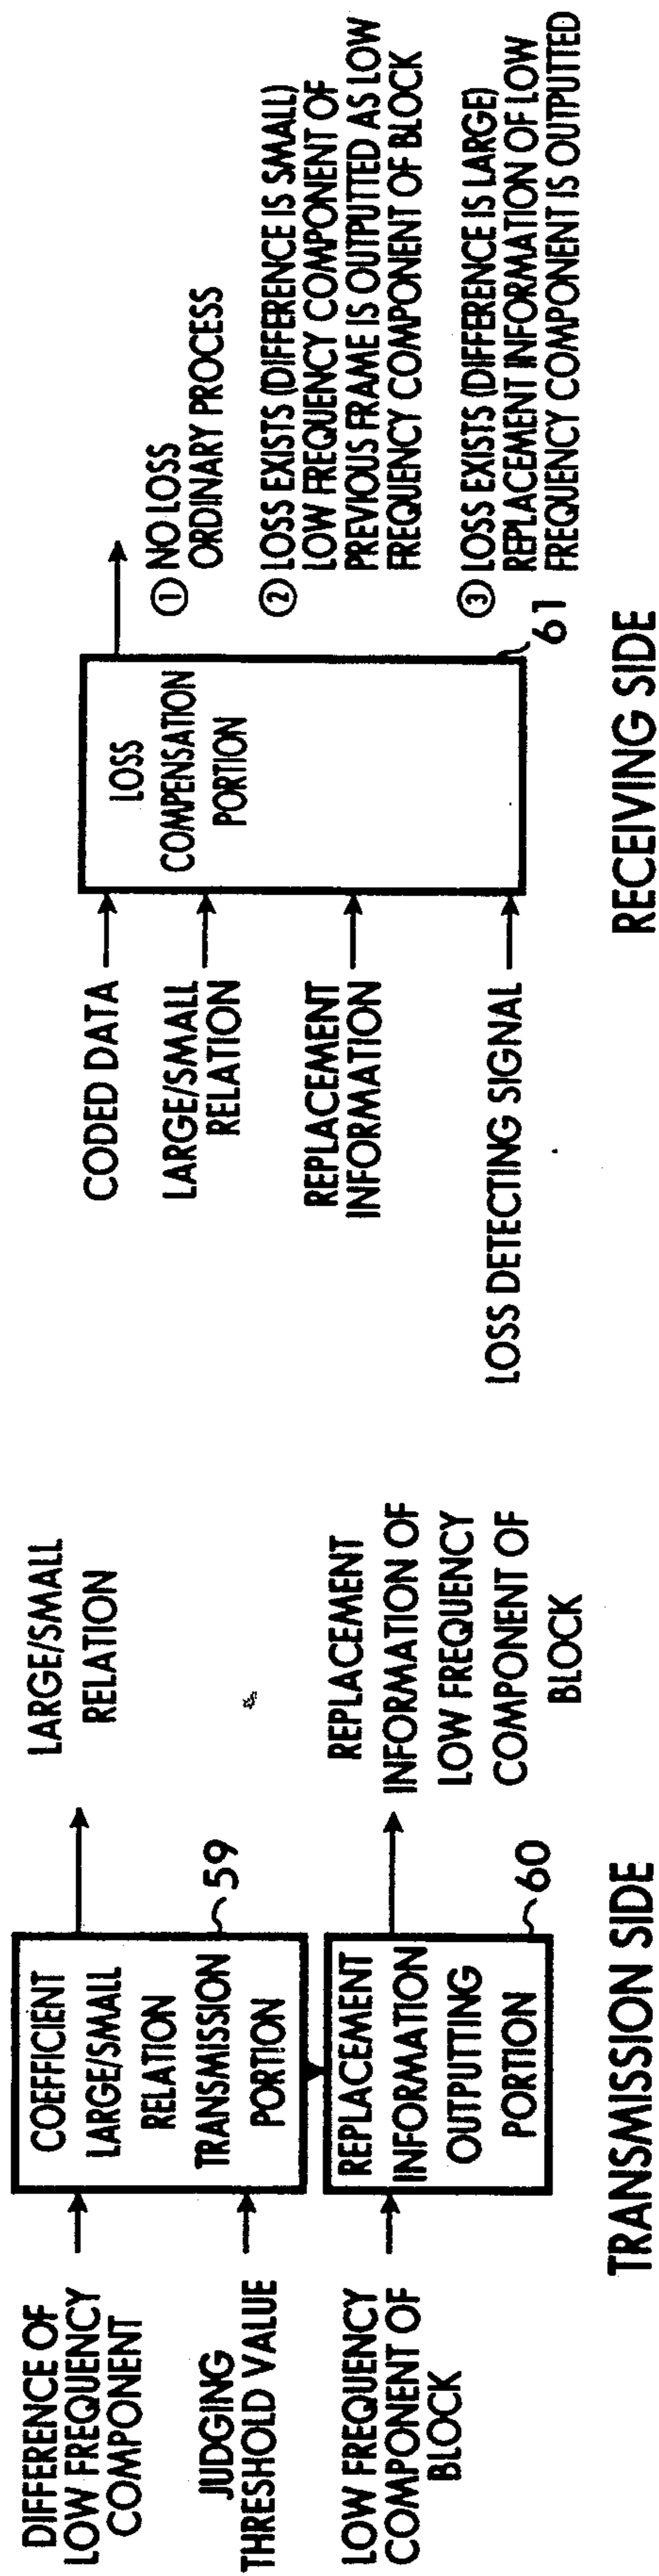 DIFFERENCE OF
LOW FREQUENCY
COMPONENT
JUDGING
THRESHOLD VALUE
COEFFICIENT
LARGE/SMALL
RELATION
TRANSMISSION
PORTION
59
LARGE/SMALL
RELATION
LOW FREQUENCY
COMPONENT OF
BLOCK
REPLACEMENT
INFORMATION
OUTPUTTING
PORTION
60
REPLACEMENT
INFORMATION OF
LOW FREQUENCY
COMPONENT OF
BLOCK
TRANSMISSION SIDE
CODED DATA
LARGE/SMALL
RELATION
REPLACEMENT
INFORMATION
LOSS DETECTING SIGNAL
LOSS
COMPENSATION
PORTION
61
① NO LOSS
ORDINARY PROCESS
② LOSS EXISTS (DIFFERENCE IS SMALL)
LOW FREQUENCY COMPONENT OF
PREVIOUS FRAME IS OUTPUTTED AS LOW
FREQUENCY COMPONENT OF BLOCK
③ LOSS EXISTS (DIFFERENCE IS LARGE)
REPLACEMENT INFORMATION OF LOW
FREQUENCY COMPONENT IS OUTPUTTED
RECEIVING SIDE